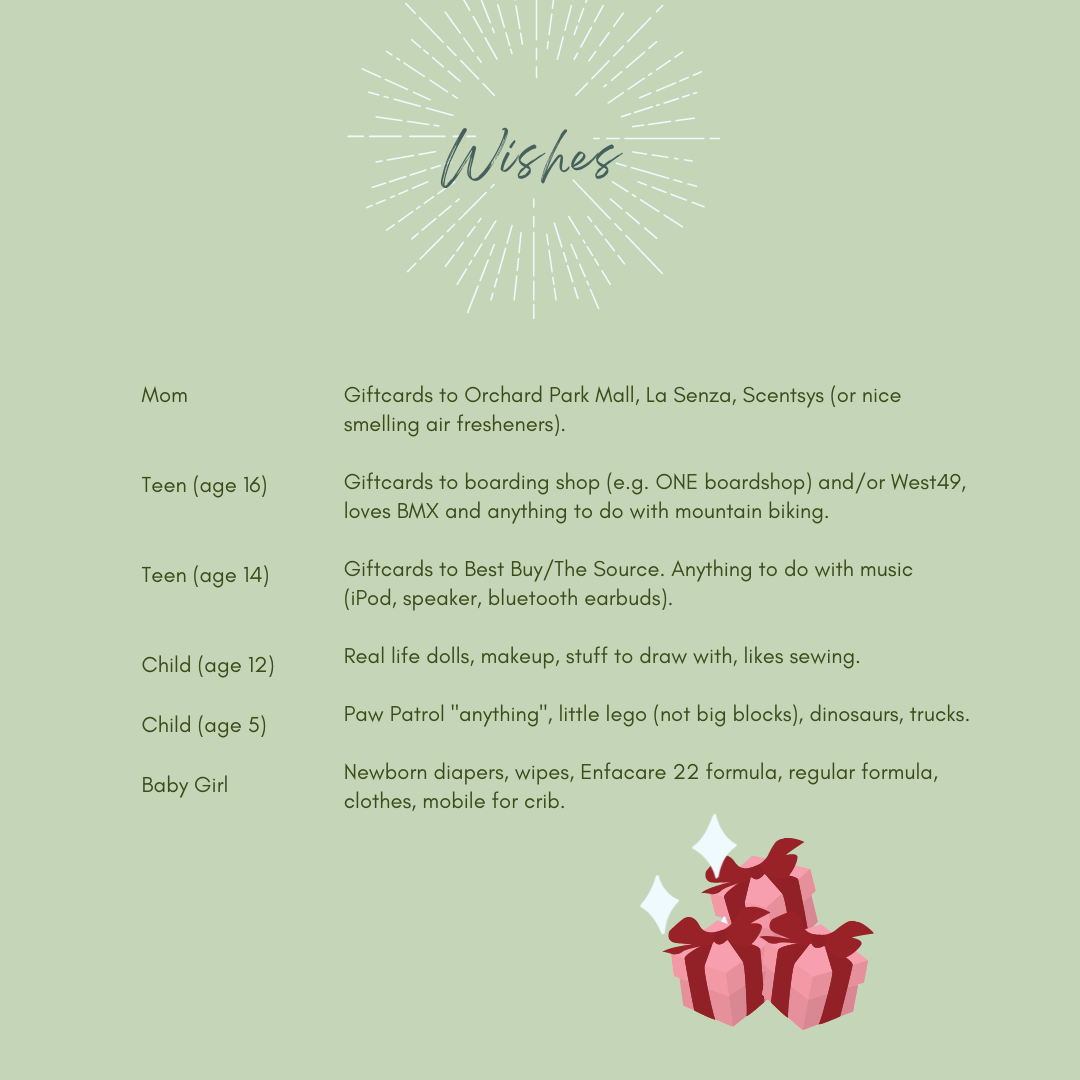 Wishes
Mom
Giftcards to Orchard Park Mall, La Senza, Scentsys (or nice
smelling air fresheners).
Teen (age 16)
Giftcards to boarding shop (e.g. ONE boardshop) and/or West49,
loves BMX and anything to do with mountain biking.
Teen (age 14)
Giftcards to Best Buy/The Source. Anything to do with music
(iPod, speaker, bluetooth earbuds).
Child (age 12)
Real life dolls, makeup, stuff to draw with, likes sewing.
Child (age 5)
Paw Patrol "anything", little lego (not big blocks), dinosaurs, trucks.
Baby Girl
Newborn diapers, wipes, Enfacare 22 formula, regular formula,
clothes, mobile for crib.